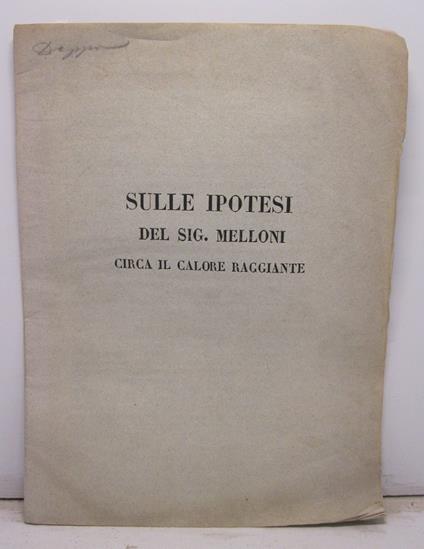 SULLE IPOTESI
DEL SIG. MELLONI
CIRCA IL CALORE RAGGIANTE